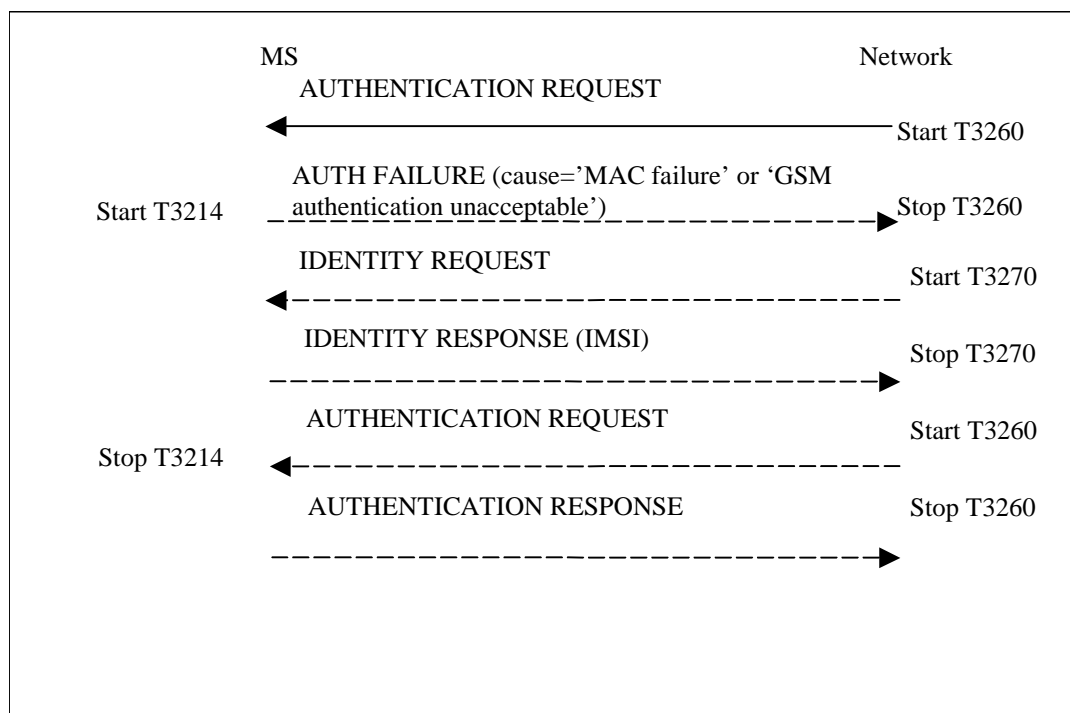 MS Network
AUTHENTICATION REQUEST
Start T3260
AUTH FAILURE (cause=’MAC failure’ or ‘GSM
authentication unacceptable’)
Start T3214
Stop T3260
IDENTITY REQUEST
Start T3270
IDENTITY RESPONSE (IMSI)
Stop T3270
AUTHENTICATION REQUEST
Start T3260
Stop T3214
AUTHENTICATION RESPONSE
Stop T3260